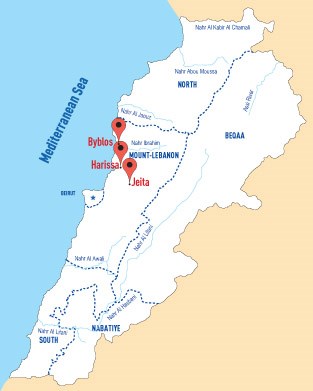 Nahr Al Kabir Al Chamali
Nahr Abou Moussa
NORTH
Assi River
Mediterranean Sea
Nahr Al Jaouz
BEQAA
Byblos
Nahr Ibrahim
MOUNT-LEBANON
Harissa
Jeita
BEIRUT
Nahr Al Litani
Nahr Al Awali
Nahr Al Hasbani
Nahr Al Litani
NABATIYE
SOUTH